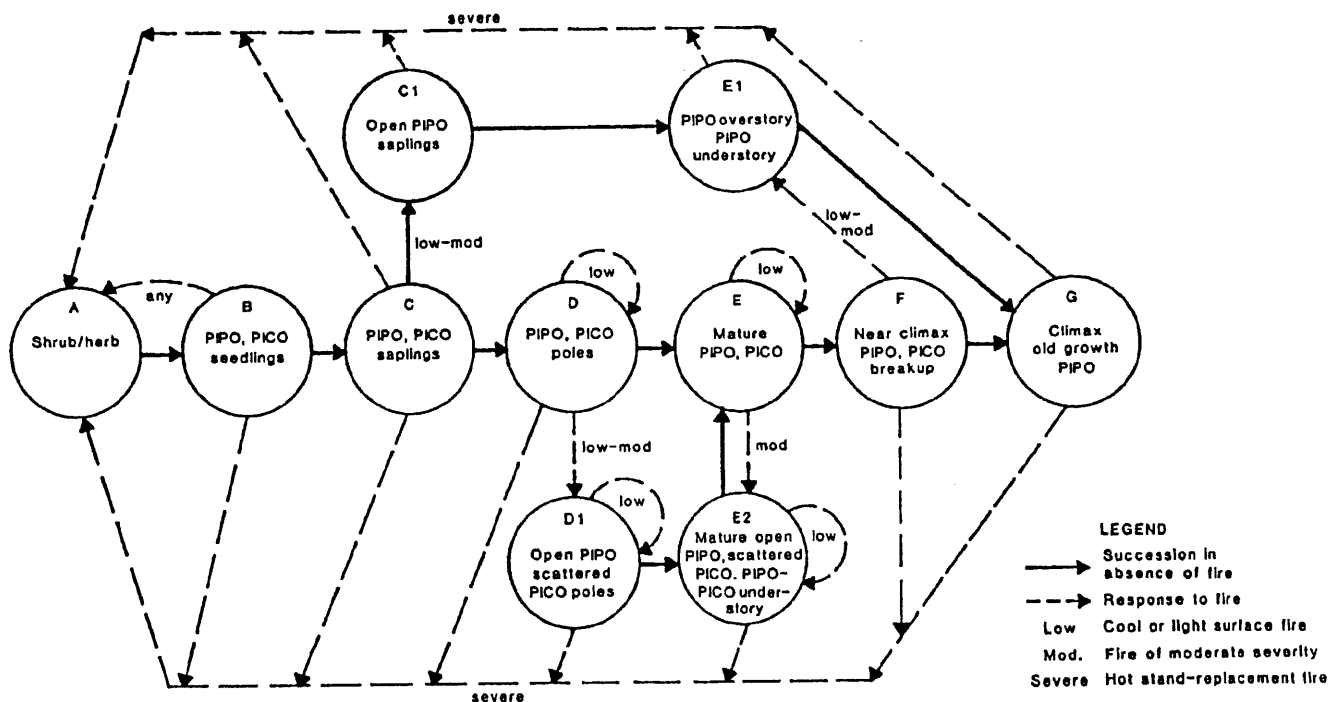 severe
C1
Open PIPO
saplings
E1
PIPO overstory
PIPO
understory
low-mod
low-
mod
any
low
low
A
Shrub/herb
B
PIPO, PICO
seedlings
C
PIPO, PICO
saplings
D
PIPO, PICO
poles
E
Mature
PIPO, PICO
F
Near climax
PIPO, PICO
breakup
G
Climax
old growth
PIPO
low-mod
mod
low
low
D1
Open PIPO
scattered
PICO poles
E2
Mature open
PIPO, scattered
PICO. PIPO-
PICO under-
story
severe
LEGEND
Succession in
absence of fire
Response to fire
Low Cool or light surface fire
Mod. Fire of moderate severity
Severe Hot stand-replacement fire